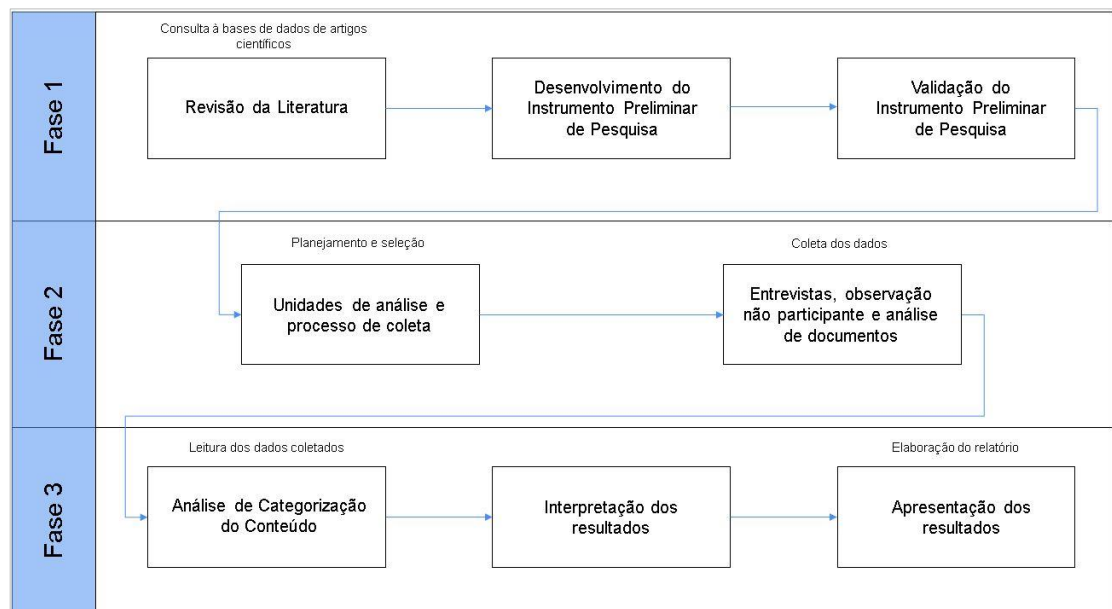 Fase 1
Consulta à bases de dados de artigos
científicos
Revisão da Literatura
Desenvolvimento do
Instrumento Preliminar
de Pesquisa
Validação do
Instrumento Preliminar
de Pesquisa
Fase 2
Planejamento e seleção
Unidades de análise e
processo de coleta
Coleta dos dados
Entrevistas, observação
não participante e análise
de documentos
Fase 3
Leitura dos dados coletados
Análise de Categorização
do Conteúdo
Interpretação dos
resultados
Elaboração do relatório
Apresentação dos
resultados